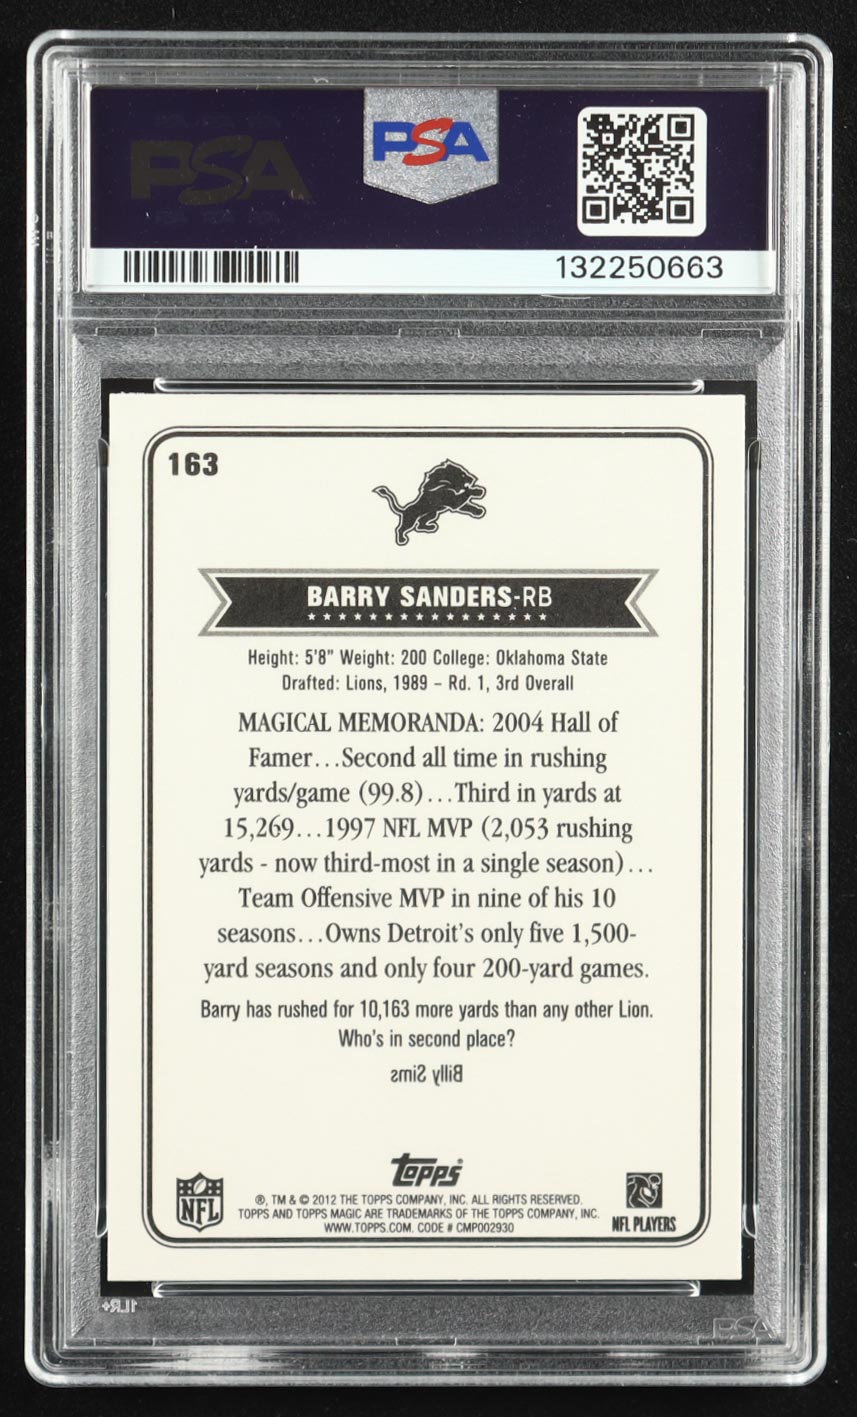 PSA
PSA
132250663
163
BARRY SANDERS-RB
Height: 5'8" Weight: 200 College: Oklahoma State
Drafted: Lions, 1989 – Rd. 1, 3rd Overall
MAGICAL MEMORANDA: 2004 Hall of
Famer...Second all time in rushing
yards/game (99.8)...Third in yards at
15,269...1997 NFL MVP (2,053 rushing
yards - now third-most in a single season)...
Team Offensive MVP in nine of his 10
seasons...Owns Detroit's only five 1,500-
yard seasons and only four 200-yard games.
Barry has rushed for 10,163 more yards than any other Lion.
Who's in second place?
Billy Sims
Topps
NFL
®, TM & © 2012 THE TOPPS COMPANY, INC. ALL RIGHTS RESERVED.
TOPPS AND TOPPS MAGIC ARE TRADEMARKS OF THE TOPPS COMPANY, INC.
WWW.TOPPS.COM. CODE # CMP002930
NFL PLAYERS
1LR+
PSA